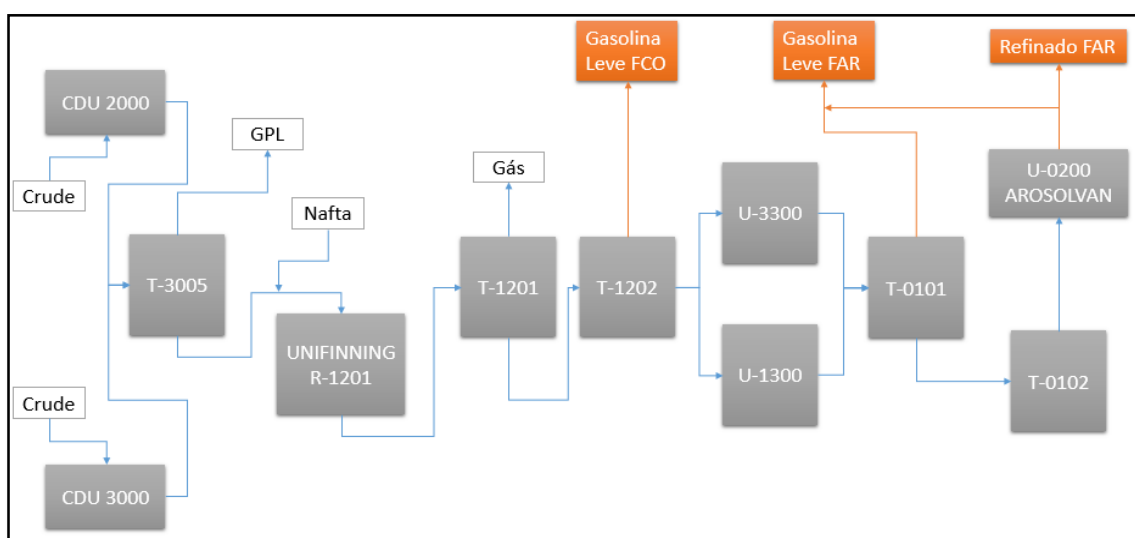 Gasolina
Leve FCO
Gasolina
Leve FAR
Refinado FAR
CDU 2000
GPL
Crude
Gás
Nafta
U-3300
U-0200
AROSOLVAN
T-3005
T-1201
T-1202
T-0101
UNIFINNING
R-1201
U-1300
T-0102
Crude
CDU 3000